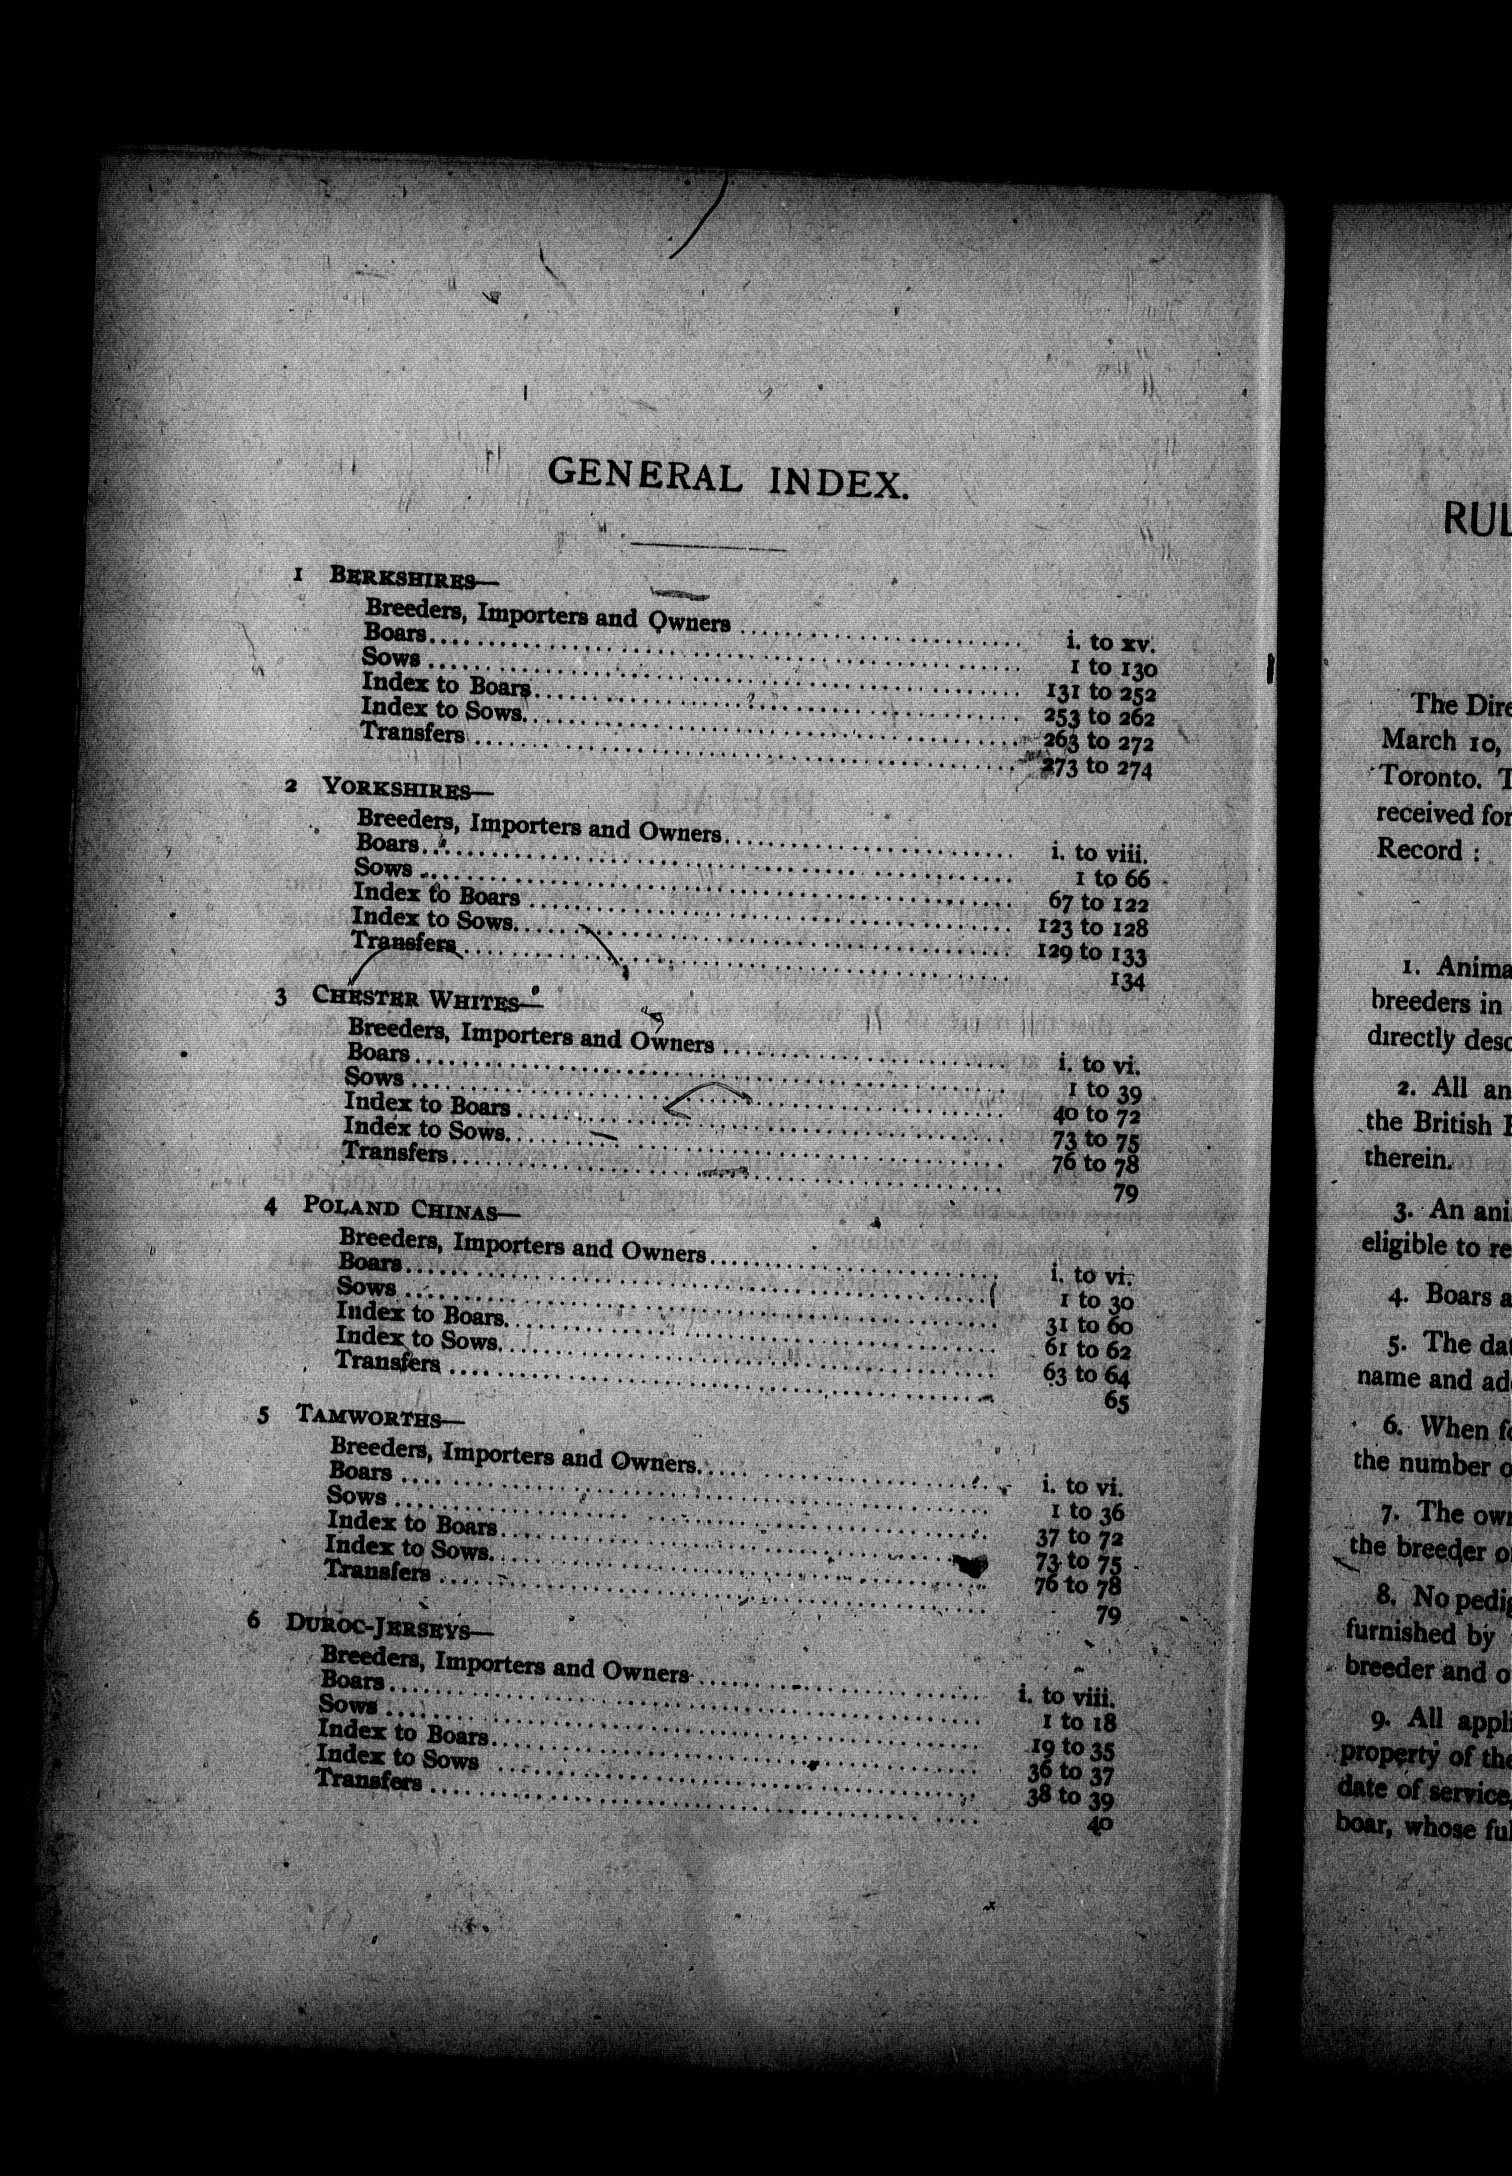 GENERAL INDEX.
1 BERKSHIRES—
Breeders, Importers and Owners ........................ i. to xv.
Boars ........................ 1 to 130
Sows ........................ 131 to 252
Index to Boars ........................ 253 to 262
Index to Sows ........................ 263 to 272
Transfers ........................ 273 to 274
2 YORKSHIRES—
Breeders, Importers and Owners ........................ i. to viii.
Boars ........................ 1 to 66
Sows ........................ 67 to 122
Index to Boars ........................ 123 to 128
Index to Sows ........................ 129 to 133
Transfers ........................ 134
3 CHESTER WHITES—
Breeders, Importers and Owners ........................ i. to vi.
Boars ........................ 1 to 39
Sows ........................ 40 to 72
Index to Boars ........................ 73 to 75
Index to Sows ........................ 76 to 78
Transfers ........................ 79
4 POLAND CHINAS—
Breeders, Importers and Owners ........................ i. to vi.
Boars ........................ 1 to 30
Sows ........................ 31 to 60
Index to Boars ........................ 61 to 62
Index to Sows ........................ 63 to 64
Transfers ........................ 65
5 TAMWORTHS—
Breeders, Importers and Owners ........................ i. to vi.
Boars ........................ 1 to 36
Sows ........................ 37 to 72
Index to Boars ........................ 73 to 75
Index to Sows ........................ 76 to 78
Transfers ........................ 79
6 DUROC-JERSEYS—
Breeders, Importers and Owners ........................ i. to viii.
Boars ........................ 1 to 18
Sows ........................ 19 to 35
Index to Boars ........................ 36 to 37
Index to Sows ........................ 38 to 39
Transfers ........................ 40
RUL
The Dire
March 10,
Toronto. T
received for
Record :
1. Anima
breeders in
directly desc
2. All an
the British
therein.
3. An ani
eligible to re
4. Boars a
5. The dat
name and ad
6. When fo
the number o
7. The own
the breeder o
8. No pedig
furnished by
breeder and o
9. All appli
property of the
date of service,
boar, whose ful